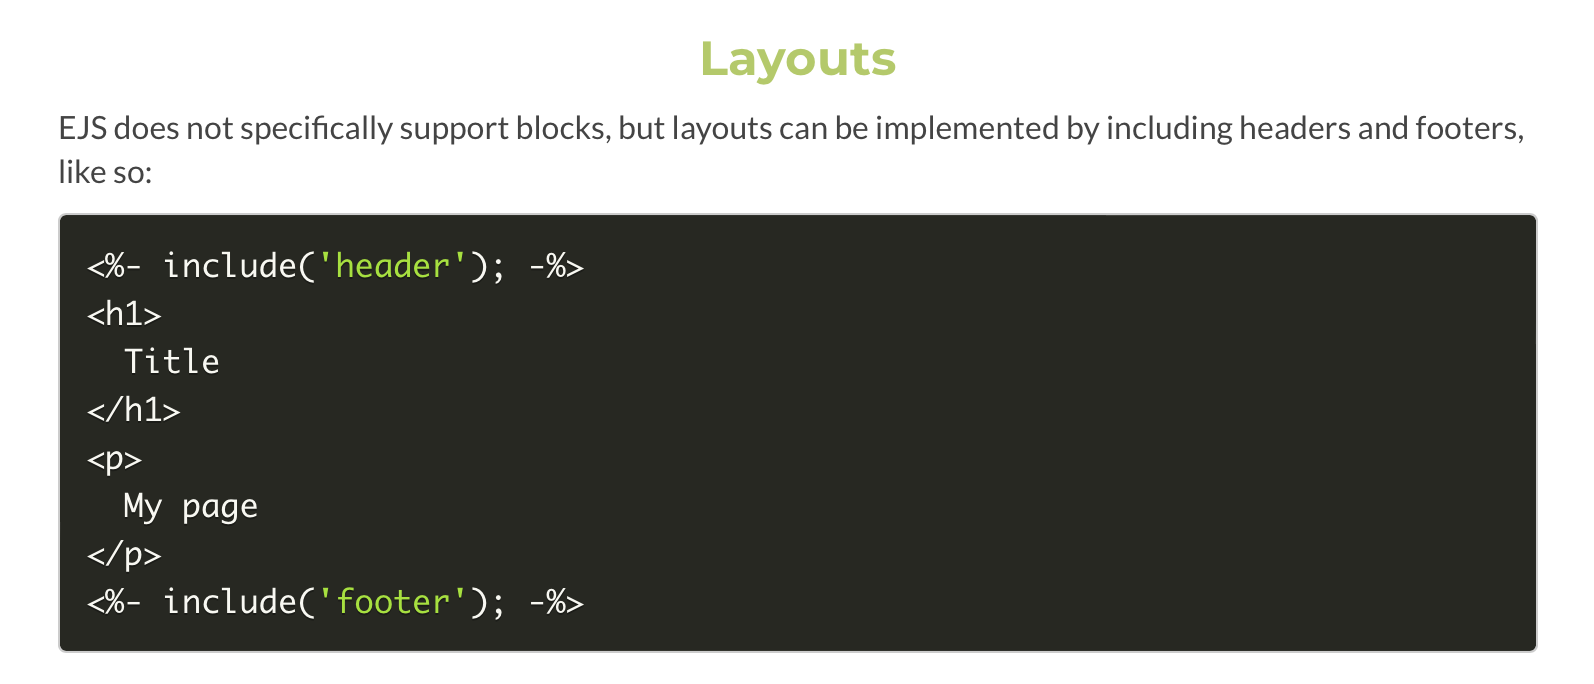 Layouts
EJS does not specifically support blocks, but layouts can be implemented by including headers and footers,
like so:
<%- include('header'); -%>
<h1>
  Title
</h1>
<p>
  My page
</p>
<%- include('footer'); -%>